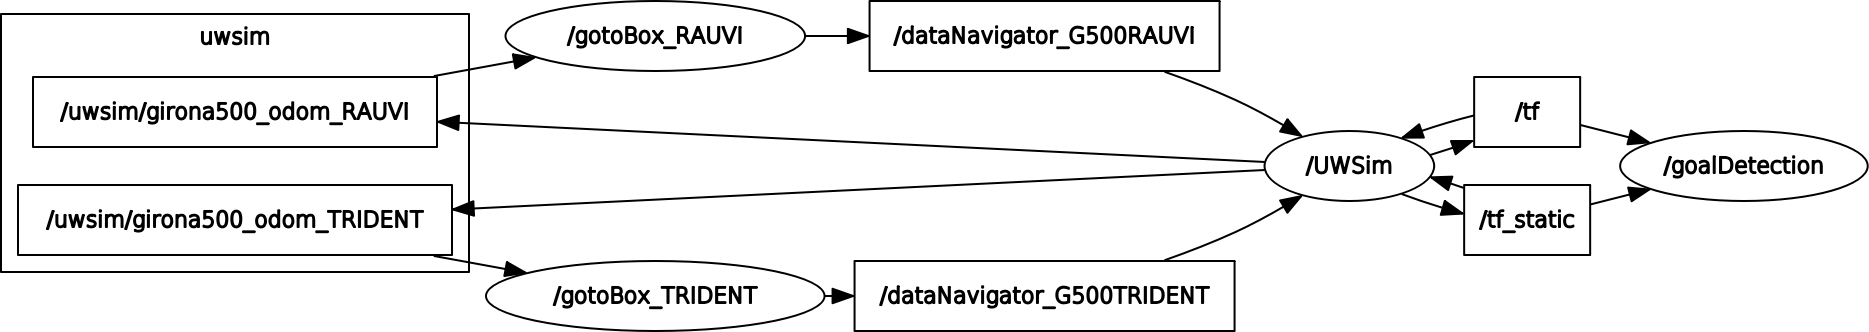 uwsim
/gotoBox_RAUVI
/dataNavigator_G500RAUVI
/uwsim/girona500_odom_RAUVI
/tf
/UWSim
/goalDetection
/uwsim/girona500_odom_TRIDENT
/tf_static
/gotoBox_TRIDENT
/dataNavigator_G500TRIDENT